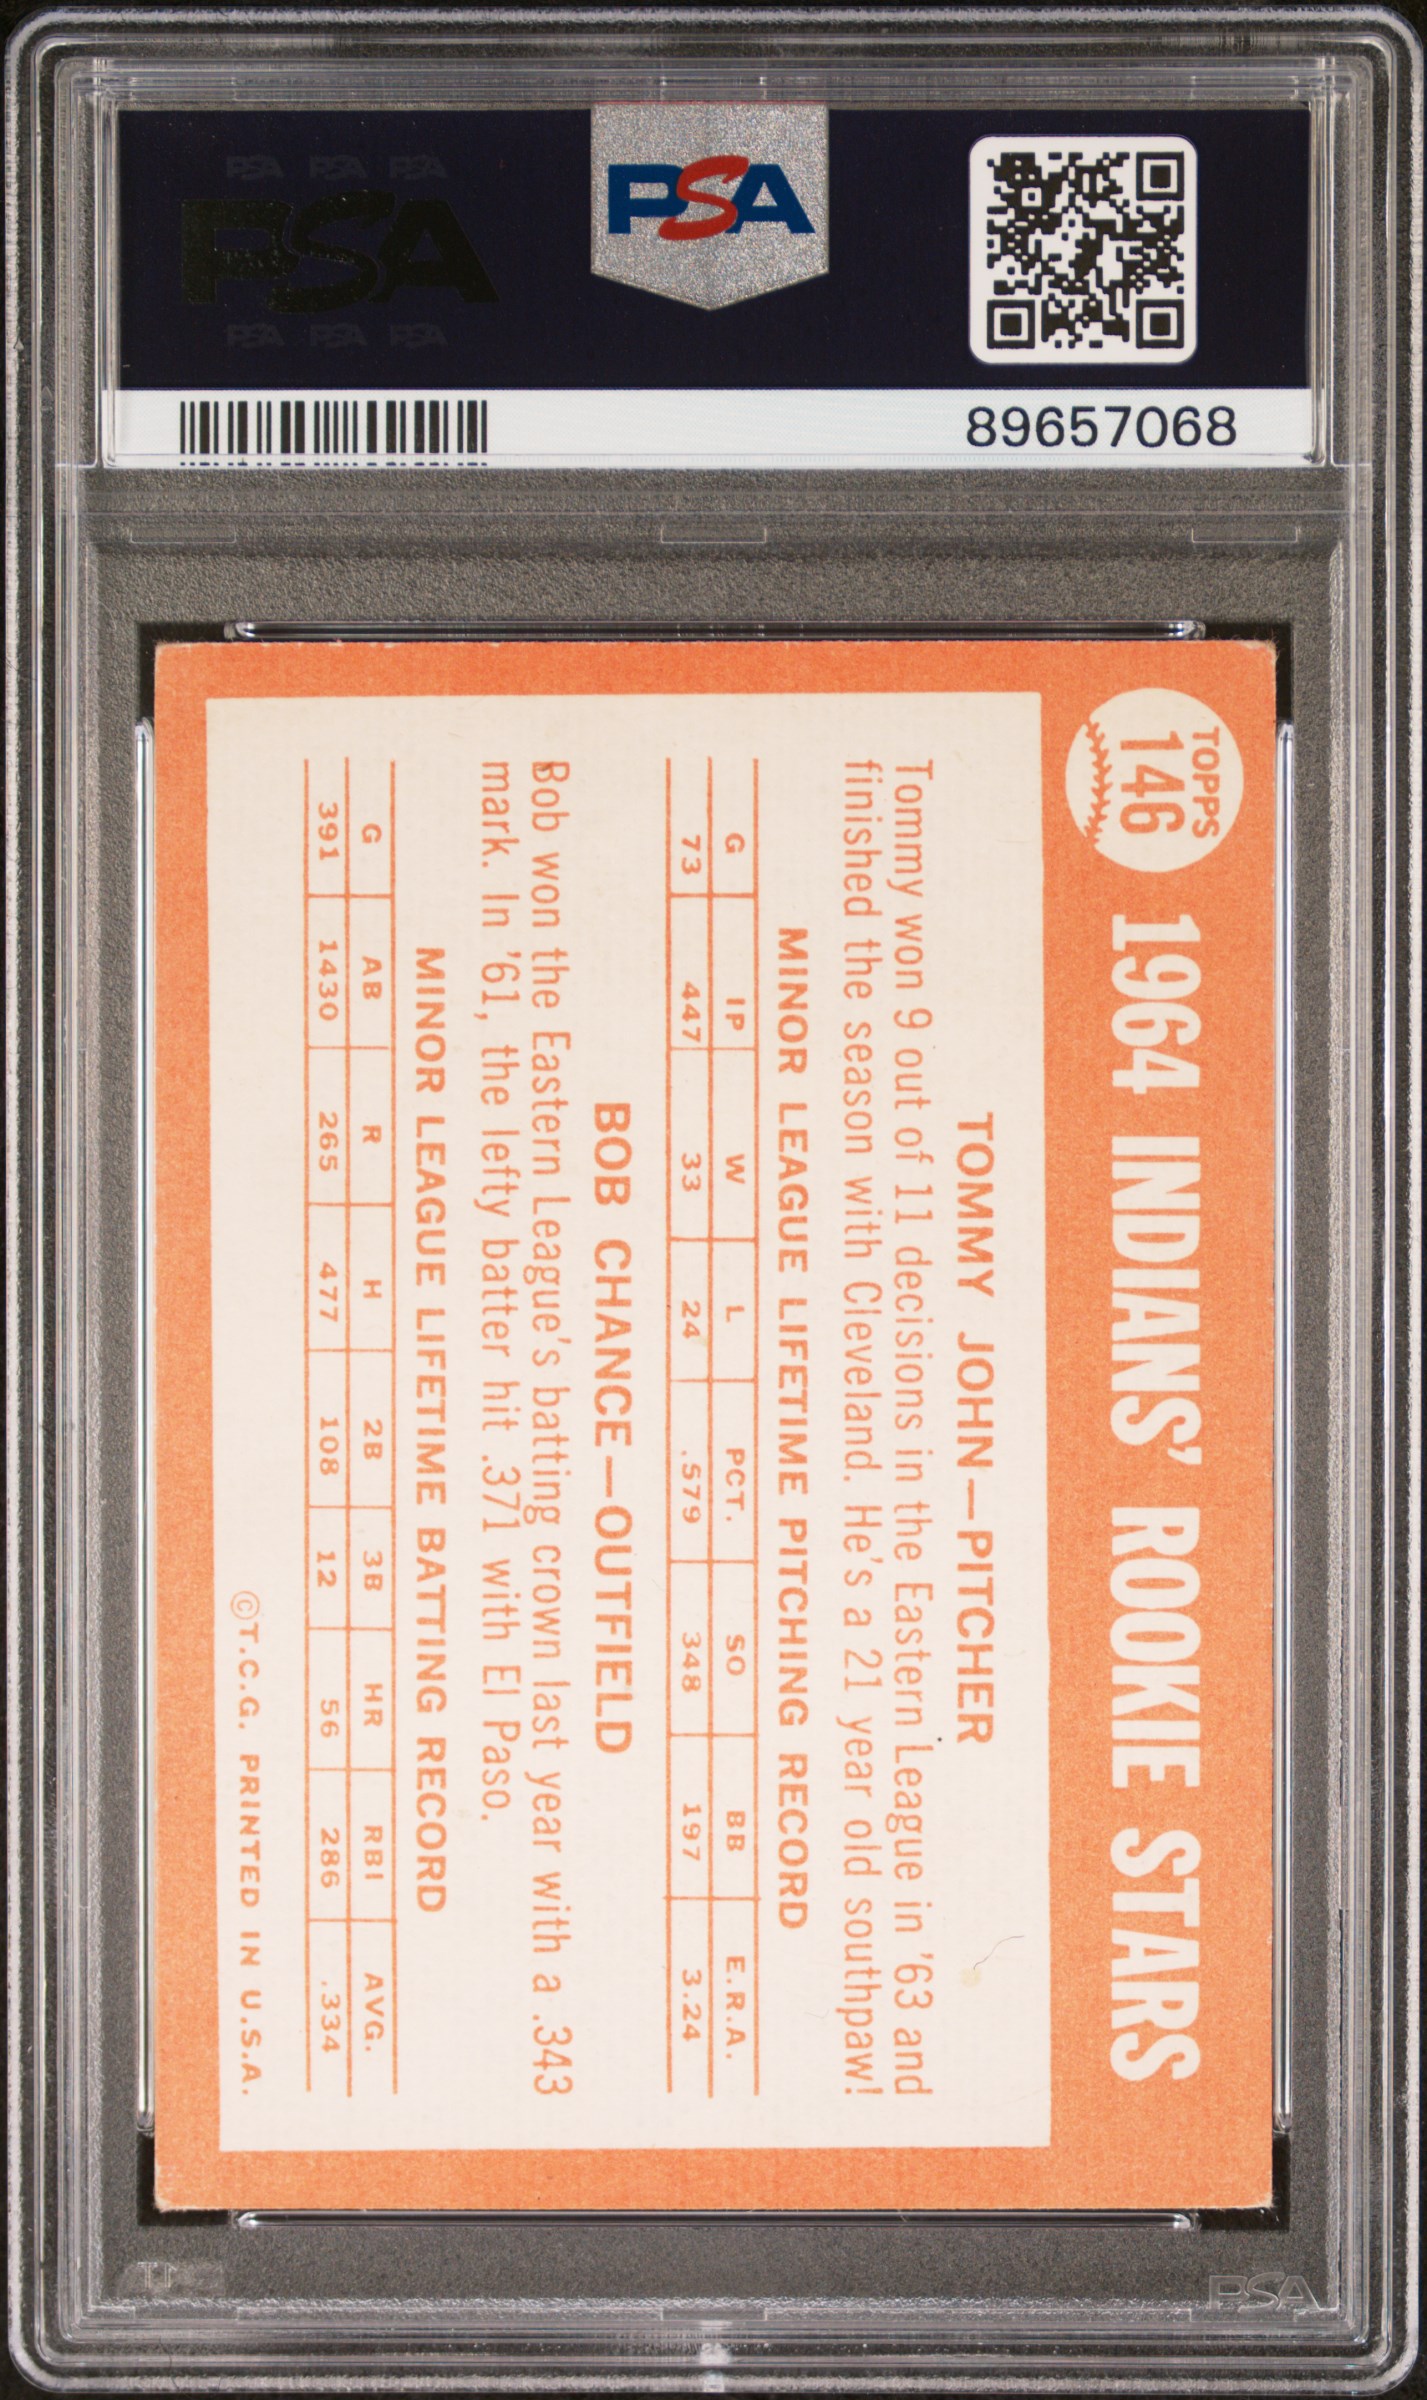 PSA PSA PSA
PSA
PSA PSA PSA
PSA
89657068
TOPPS
146
1964 INDIANS' ROOKIE STARS
TOMMY JOHN—PITCHER
Tommy won 9 out of 11 decisions in the Eastern League in '63 and
finished the season with Cleveland. He's a 21 year old southpaw!
MINOR LEAGUE LIFETIME PITCHING RECORD
G IP W L PCT. SO BB E.R.A.
73 447 33 24 .579 348 197 3.24
BOB CHANCE—OUTFIELD
Bob won the Eastern League's batting crown last year with a .343
mark. In '61, the lefty batter hit .371 with El Paso.
MINOR LEAGUE LIFETIME BATTING RECORD
G AB R H 2B 3B HR RBI AVG.
391 1430 265 477 108 12 56 286 .334
©T.C.G. PRINTED IN U.S.A.
PSA